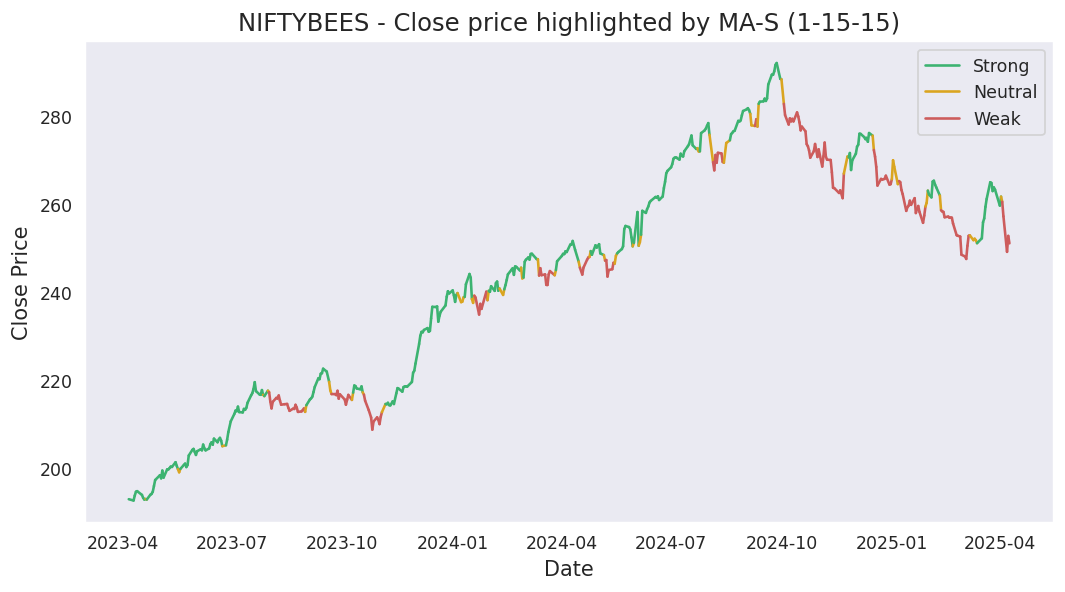 NIFTYBEES - Close price highlighted by MA-S (1-15-15)
Strong
Neutral
Weak
Close Price
280
260
240
220
200
2023-04 2023-07 2023-10 2024-01 2024-04 2024-07 2024-10 2025-01 2025-04
Date